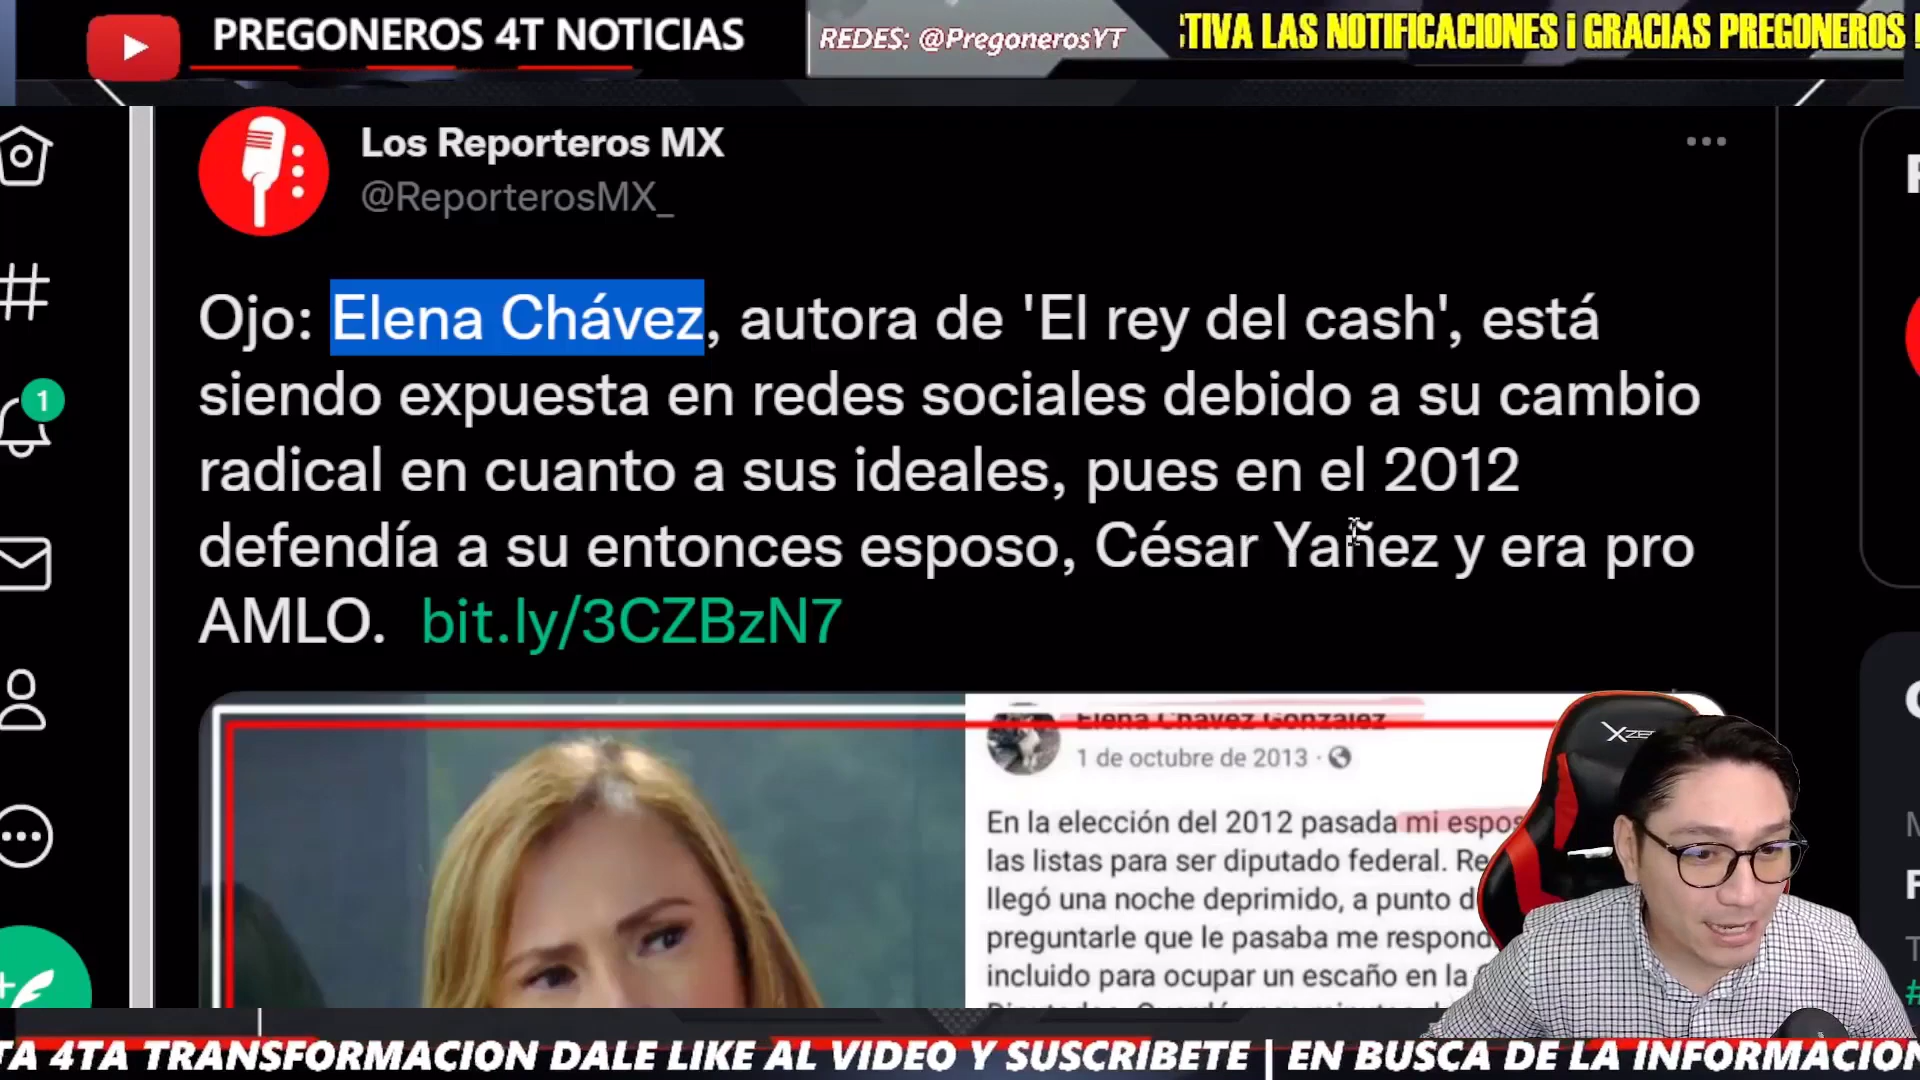 PREGONEROS 4T NOTICIAS
REDES: @PregonerosYT
TIVA LAS NOTIFICACIONES ¡ GRACIAS PREGONEROS !
Los Reporteros MX
@ReporterosMX_
1
Ojo: Elena Chávez, autora de 'El rey del cash', está
siendo expuesta en redes sociales debido a su cambio
radical en cuanto a sus ideales, pues en el 2012
defendía a su entonces esposo, César Yañez y era pro
AMLO. bit.ly/3CZBzN7
Elena Chávez González
1 de octubre de 2013
En la elección del 2012 pasada mi espos
las listas para ser diputado federal. Re
llegó una noche deprimido, a punto d
preguntarle que le pasaba me respond
incluido para ocupar un escaño en la
TA 4TA TRANSFORMACION DALE LIKE AL VIDEO Y SUSCRIBETE | EN BUSCA DE LA INFORMACION